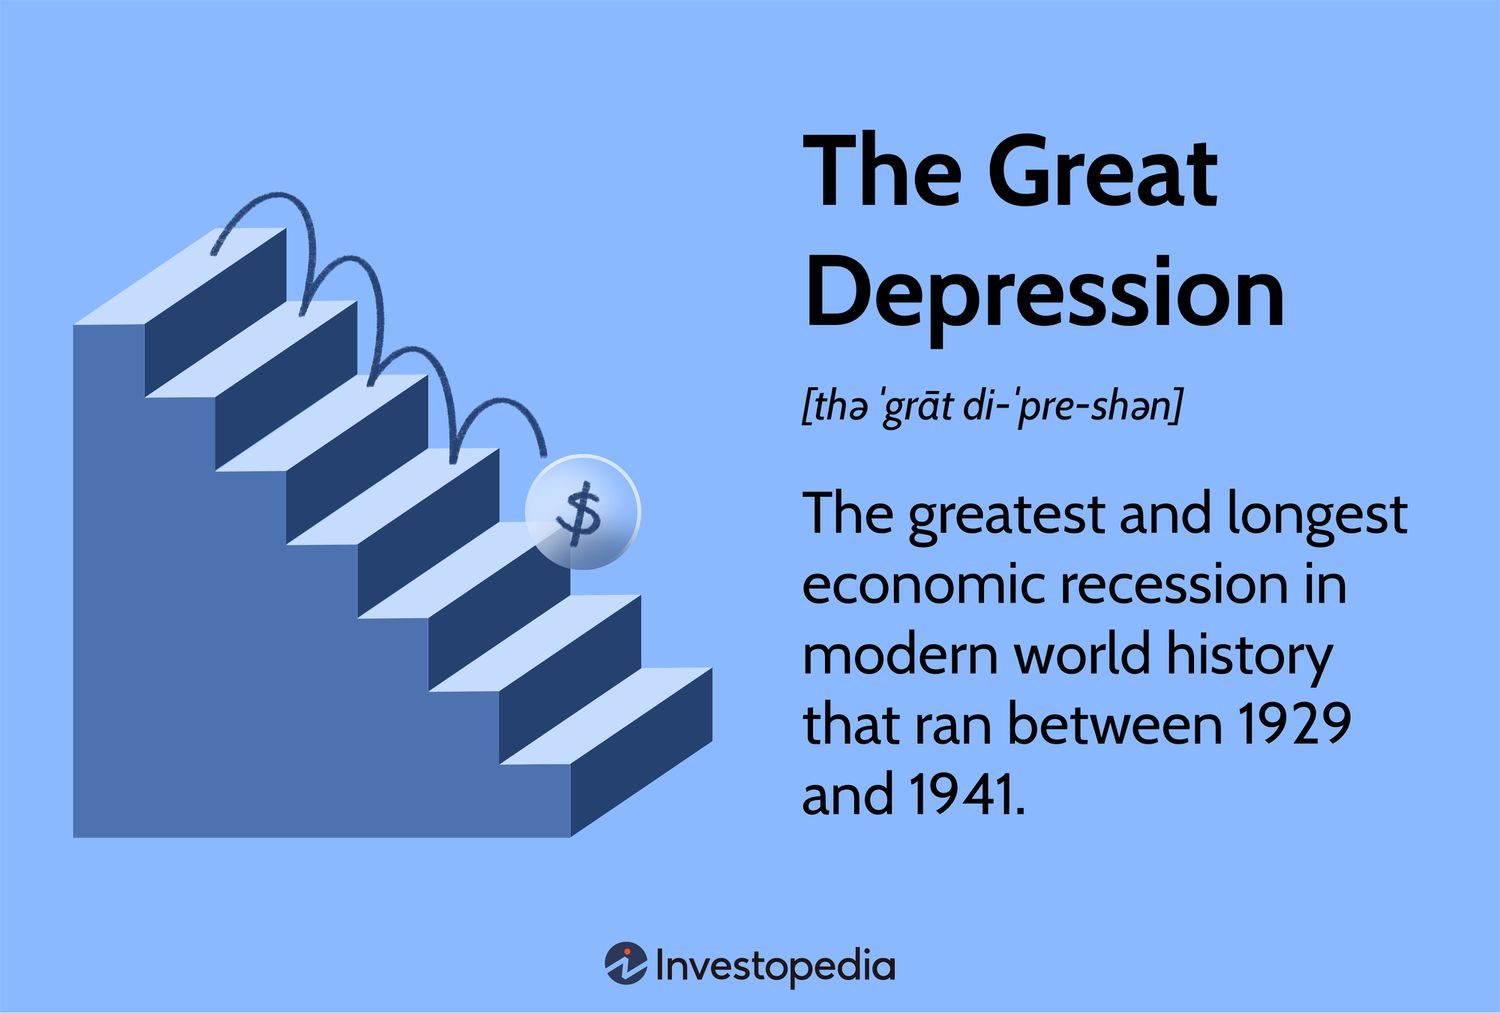 The Great
Depression
[thə ˈgrāt di-ˈpre-shən]
$
The greatest and longest
economic recession in
modern world history
that ran between 1929
and 1941.
Investopedia